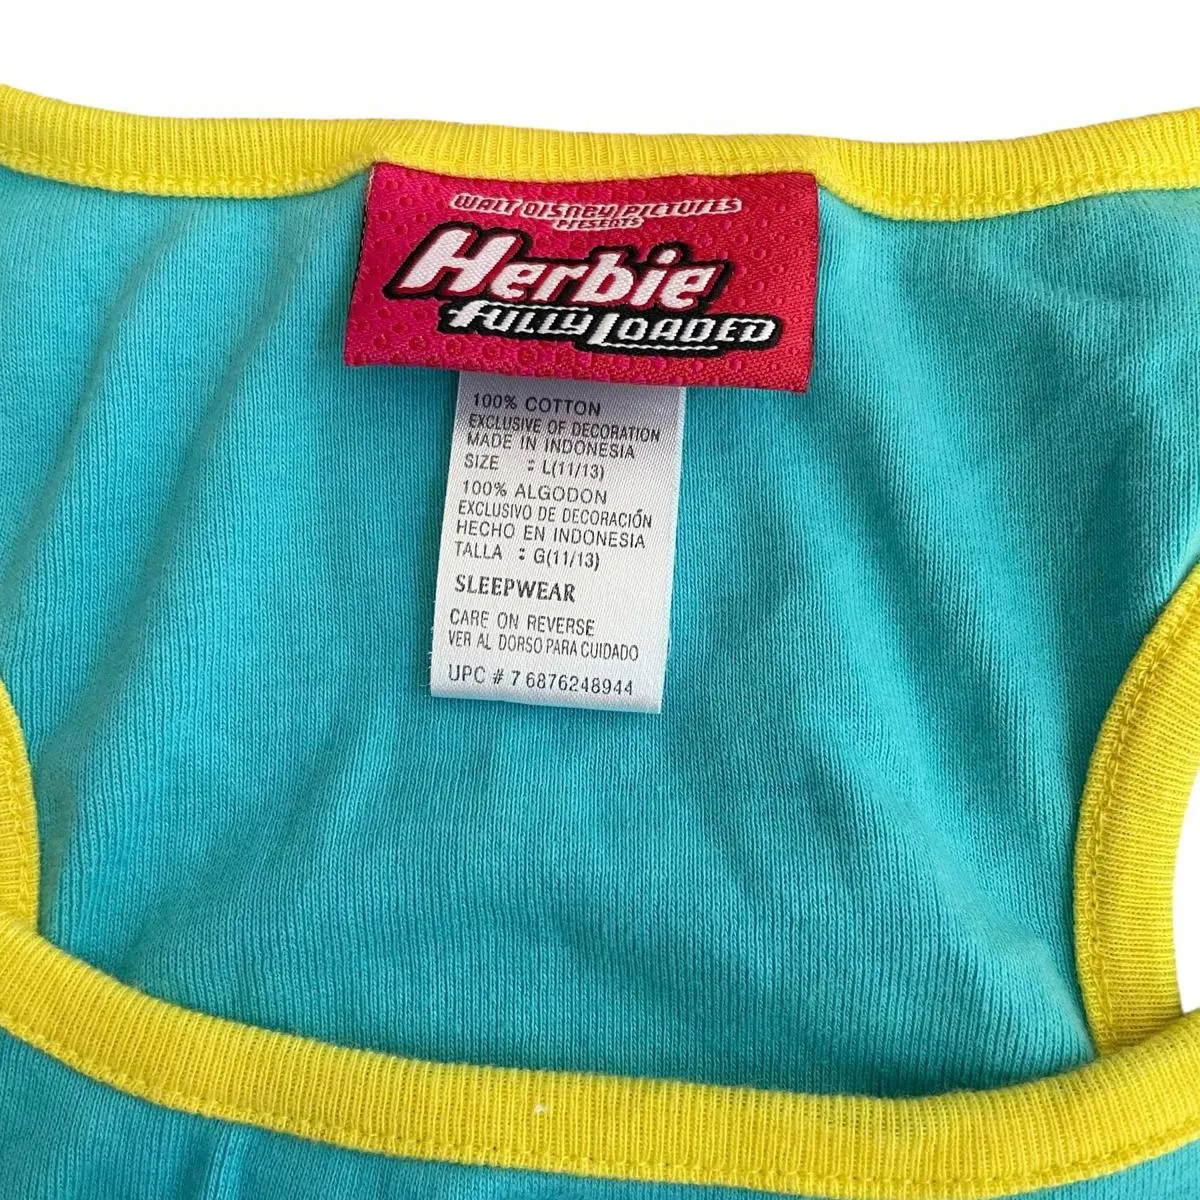 WALT DISNEY PICTURES
PRESENTS
Herbie
FULLY LOADED
100% COTTON
EXCLUSIVE OF DECORATION
MADE IN INDONESIA
SIZE : L(11/13)
100% ALGODON
EXCLUSIVO DE DECORACIÓN
HECHO EN INDONESIA
TALLA : G(11/13)
SLEEPWEAR
CARE ON REVERSE
VER AL DORSO PARA CUIDADO
UPC # 7 6876248944